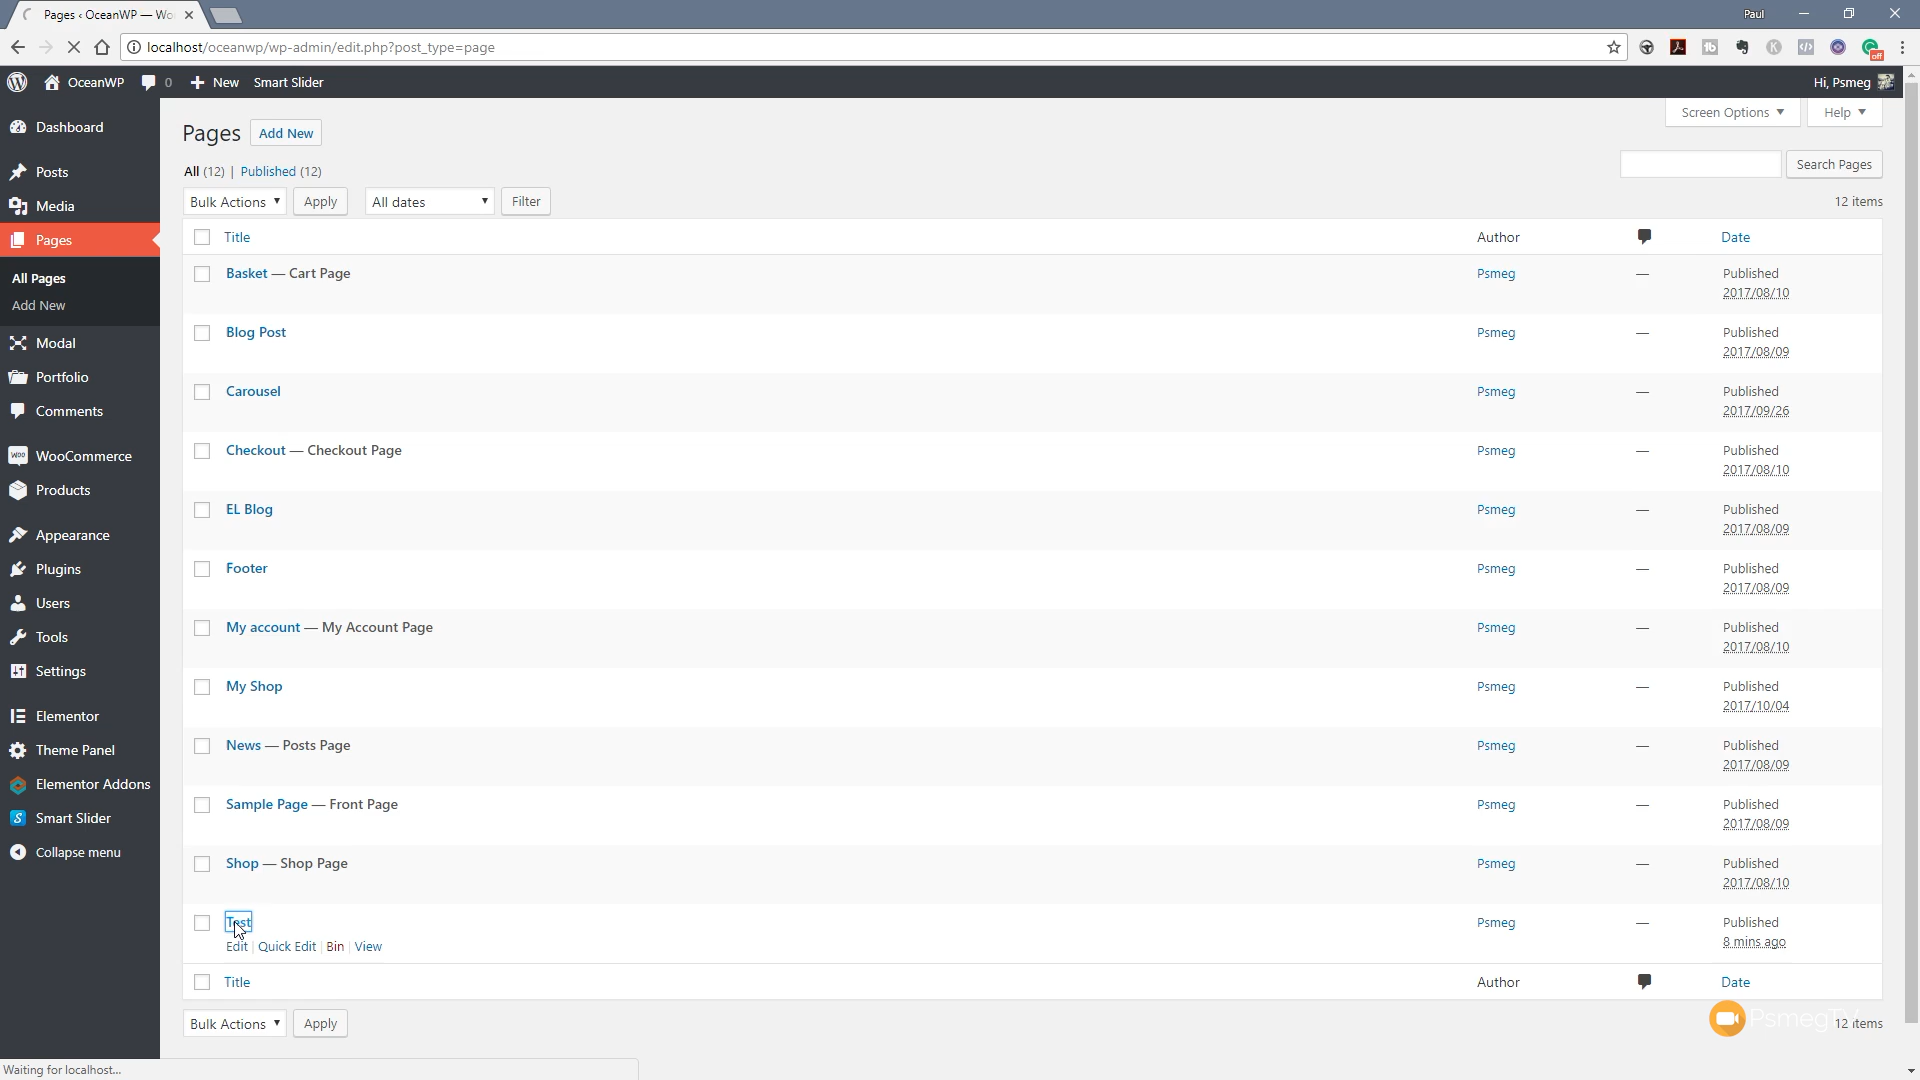 Pages ‹ OceanWP — Wo
Paul
localhost/oceanwp/wp-admin/edit.php?post_type=page
off
OceanWP 0 New Smart Slider
Hi, Psmeg
Dashboard
Posts
Media
Pages
All Pages
Add New
Modal
Portfolio
Comments
WooCommerce
Products
Appearance
Plugins
Users
Tools
Settings
Elementor
Theme Panel
Elementor Addons
Smart Slider
Collapse menu
Screen Options Help
Pages Add New
All (12) | Published (12)
Search Pages
Bulk Actions Apply All dates Filter
12 items
Title Author Date
Basket — Cart Page Psmeg — Published
2017/08/10
Blog Post Psmeg — Published
2017/08/09
Carousel Psmeg — Published
2017/09/26
Checkout — Checkout Page Psmeg — Published
2017/08/10
EL Blog Psmeg — Published
2017/08/09
Footer Psmeg — Published
2017/08/09
My account — My Account Page Psmeg — Published
2017/08/10
My Shop Psmeg — Published
2017/10/04
News — Posts Page Psmeg — Published
2017/08/09
Sample Page — Front Page Psmeg — Published
2017/08/09
Shop — Shop Page Psmeg — Published
2017/08/10
Test Psmeg — Published
Edit | Quick Edit | Bin | View 8 mins ago
Title Author Date
Bulk Actions Apply
PsmegTV
12 items
Waiting for localhost...